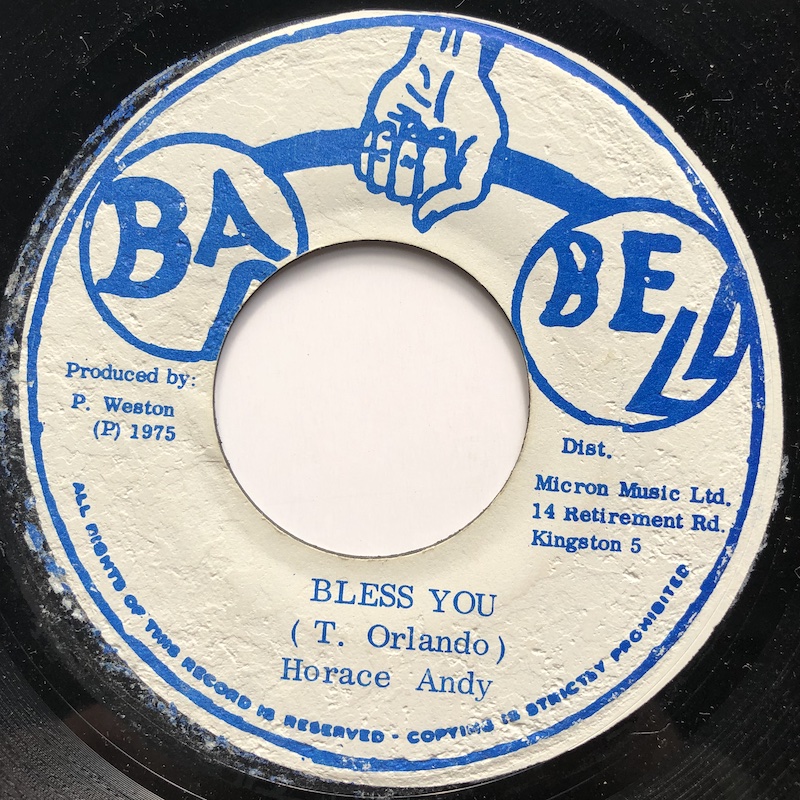 BA
BELL
Produced by:
P. Weston
(P) 1975
Dist.
Micron Music Ltd.
14 Retirement Rd.
Kingston 5
BLESS YOU
( T. Orlando )
Horace Andy
ALL RIGHTS OF THIS RECORD IS RESERVED - COPYING IS STRICTLY PROHIBITED